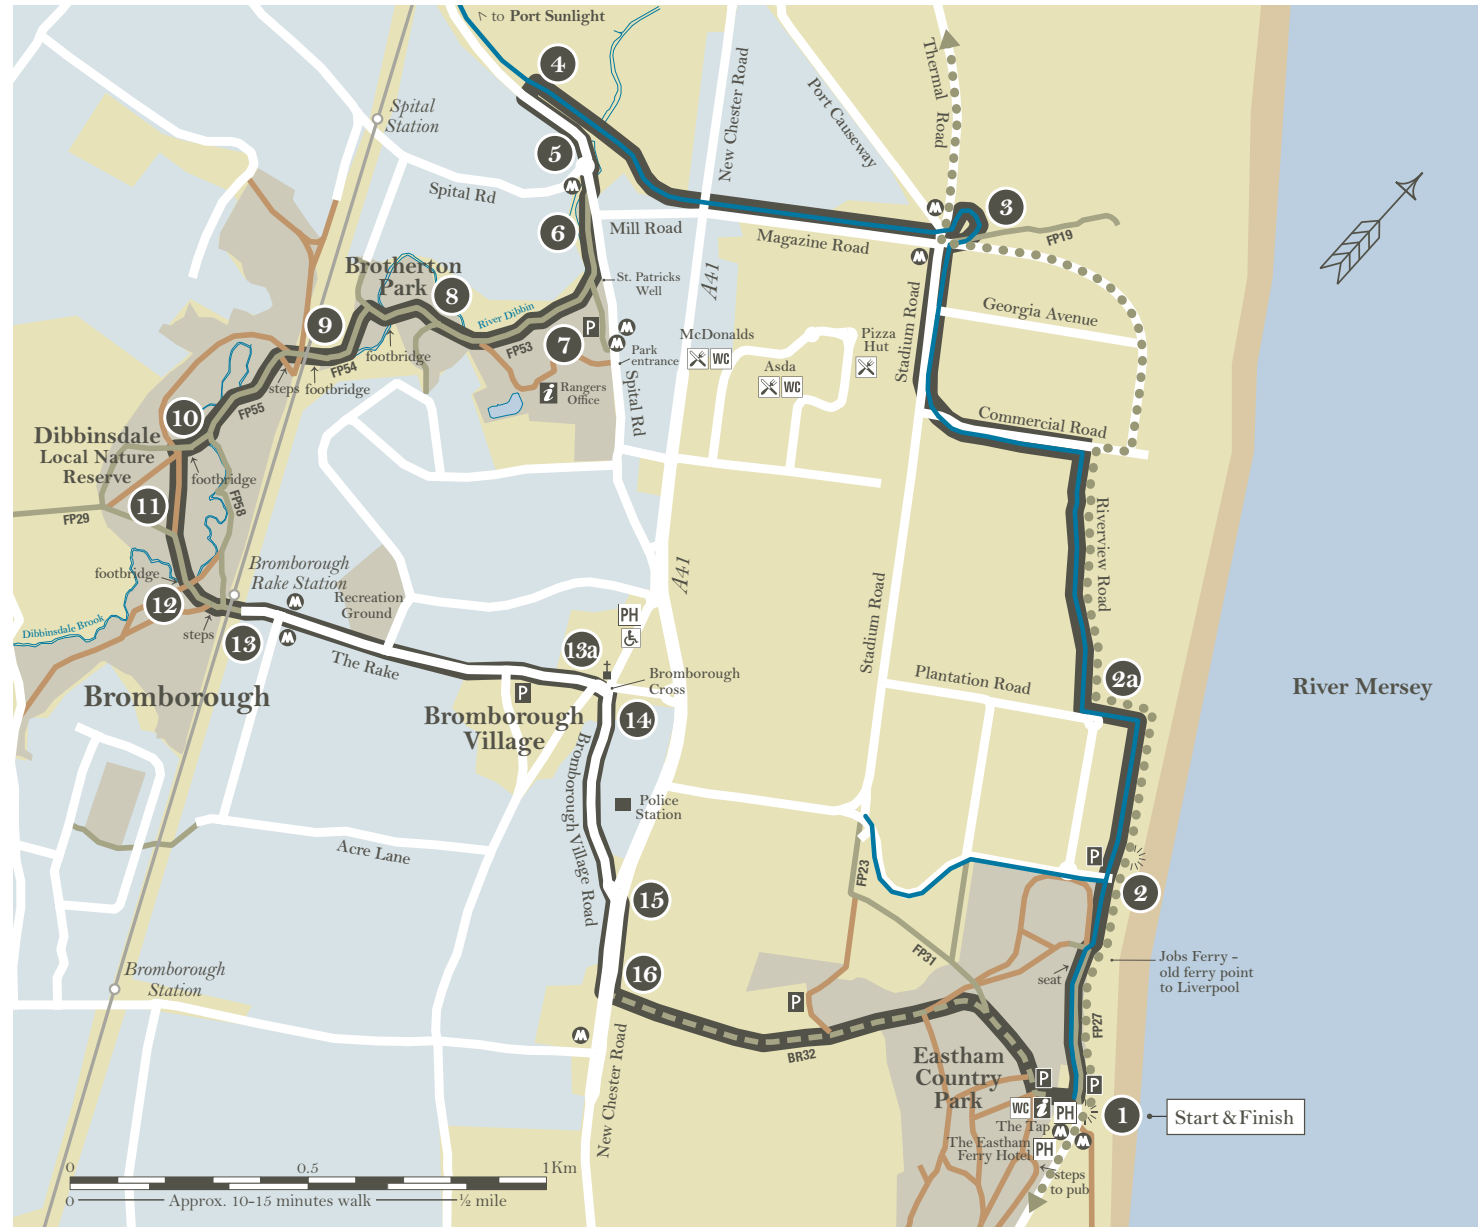 to Port Sunlight
4
Thermal Road
New Chester Road
Port Causeway
Spital
Station
5
Spital Rd
3
6
Mill Road
Magazine Road
FP19
Brotherton
Park
8
St. Patricks
Well
A41
Georgia Avenue
River Dibbin
9
FP53
7
P
McDonalds
WC
Pizza
Hut
Stadium Road
footbridge
Park
entrance
Asda
WC
FP54
steps
footbridge
i
Rangers
Office
Spital Rd
FP55
10
Commercial Road
Dibbinsdale
Local Nature
Reserve
footbridge
FP58
11
FP29
Riverview Road
Bromborough
Rake Station
footbridge
A41
Recreation
Ground
12
PH
Stadium Road
Dibbinsdale Brook
steps
13
13a
The Rake
Bromborough
Cross
Plantation Road
2a
River Mersey
Bromborough
P
Bromborough
Village
14
Bromborough Village Road
Police
Station
Acre Lane
P
FP23
2
15
FP31
Bromborough
Station
16
seat
Jobs Ferry -
old ferry point
to Liverpool
P
FP27
BR32
New Chester Road
Eastham
Country
Park
P
P
WC
i
PH
1
Start & Finish
The Tap
The Eastham
Ferry Hotel
PH
steps
to pub
0
0.5
1Km
0
Approx. 10-15 minutes walk
½ mile